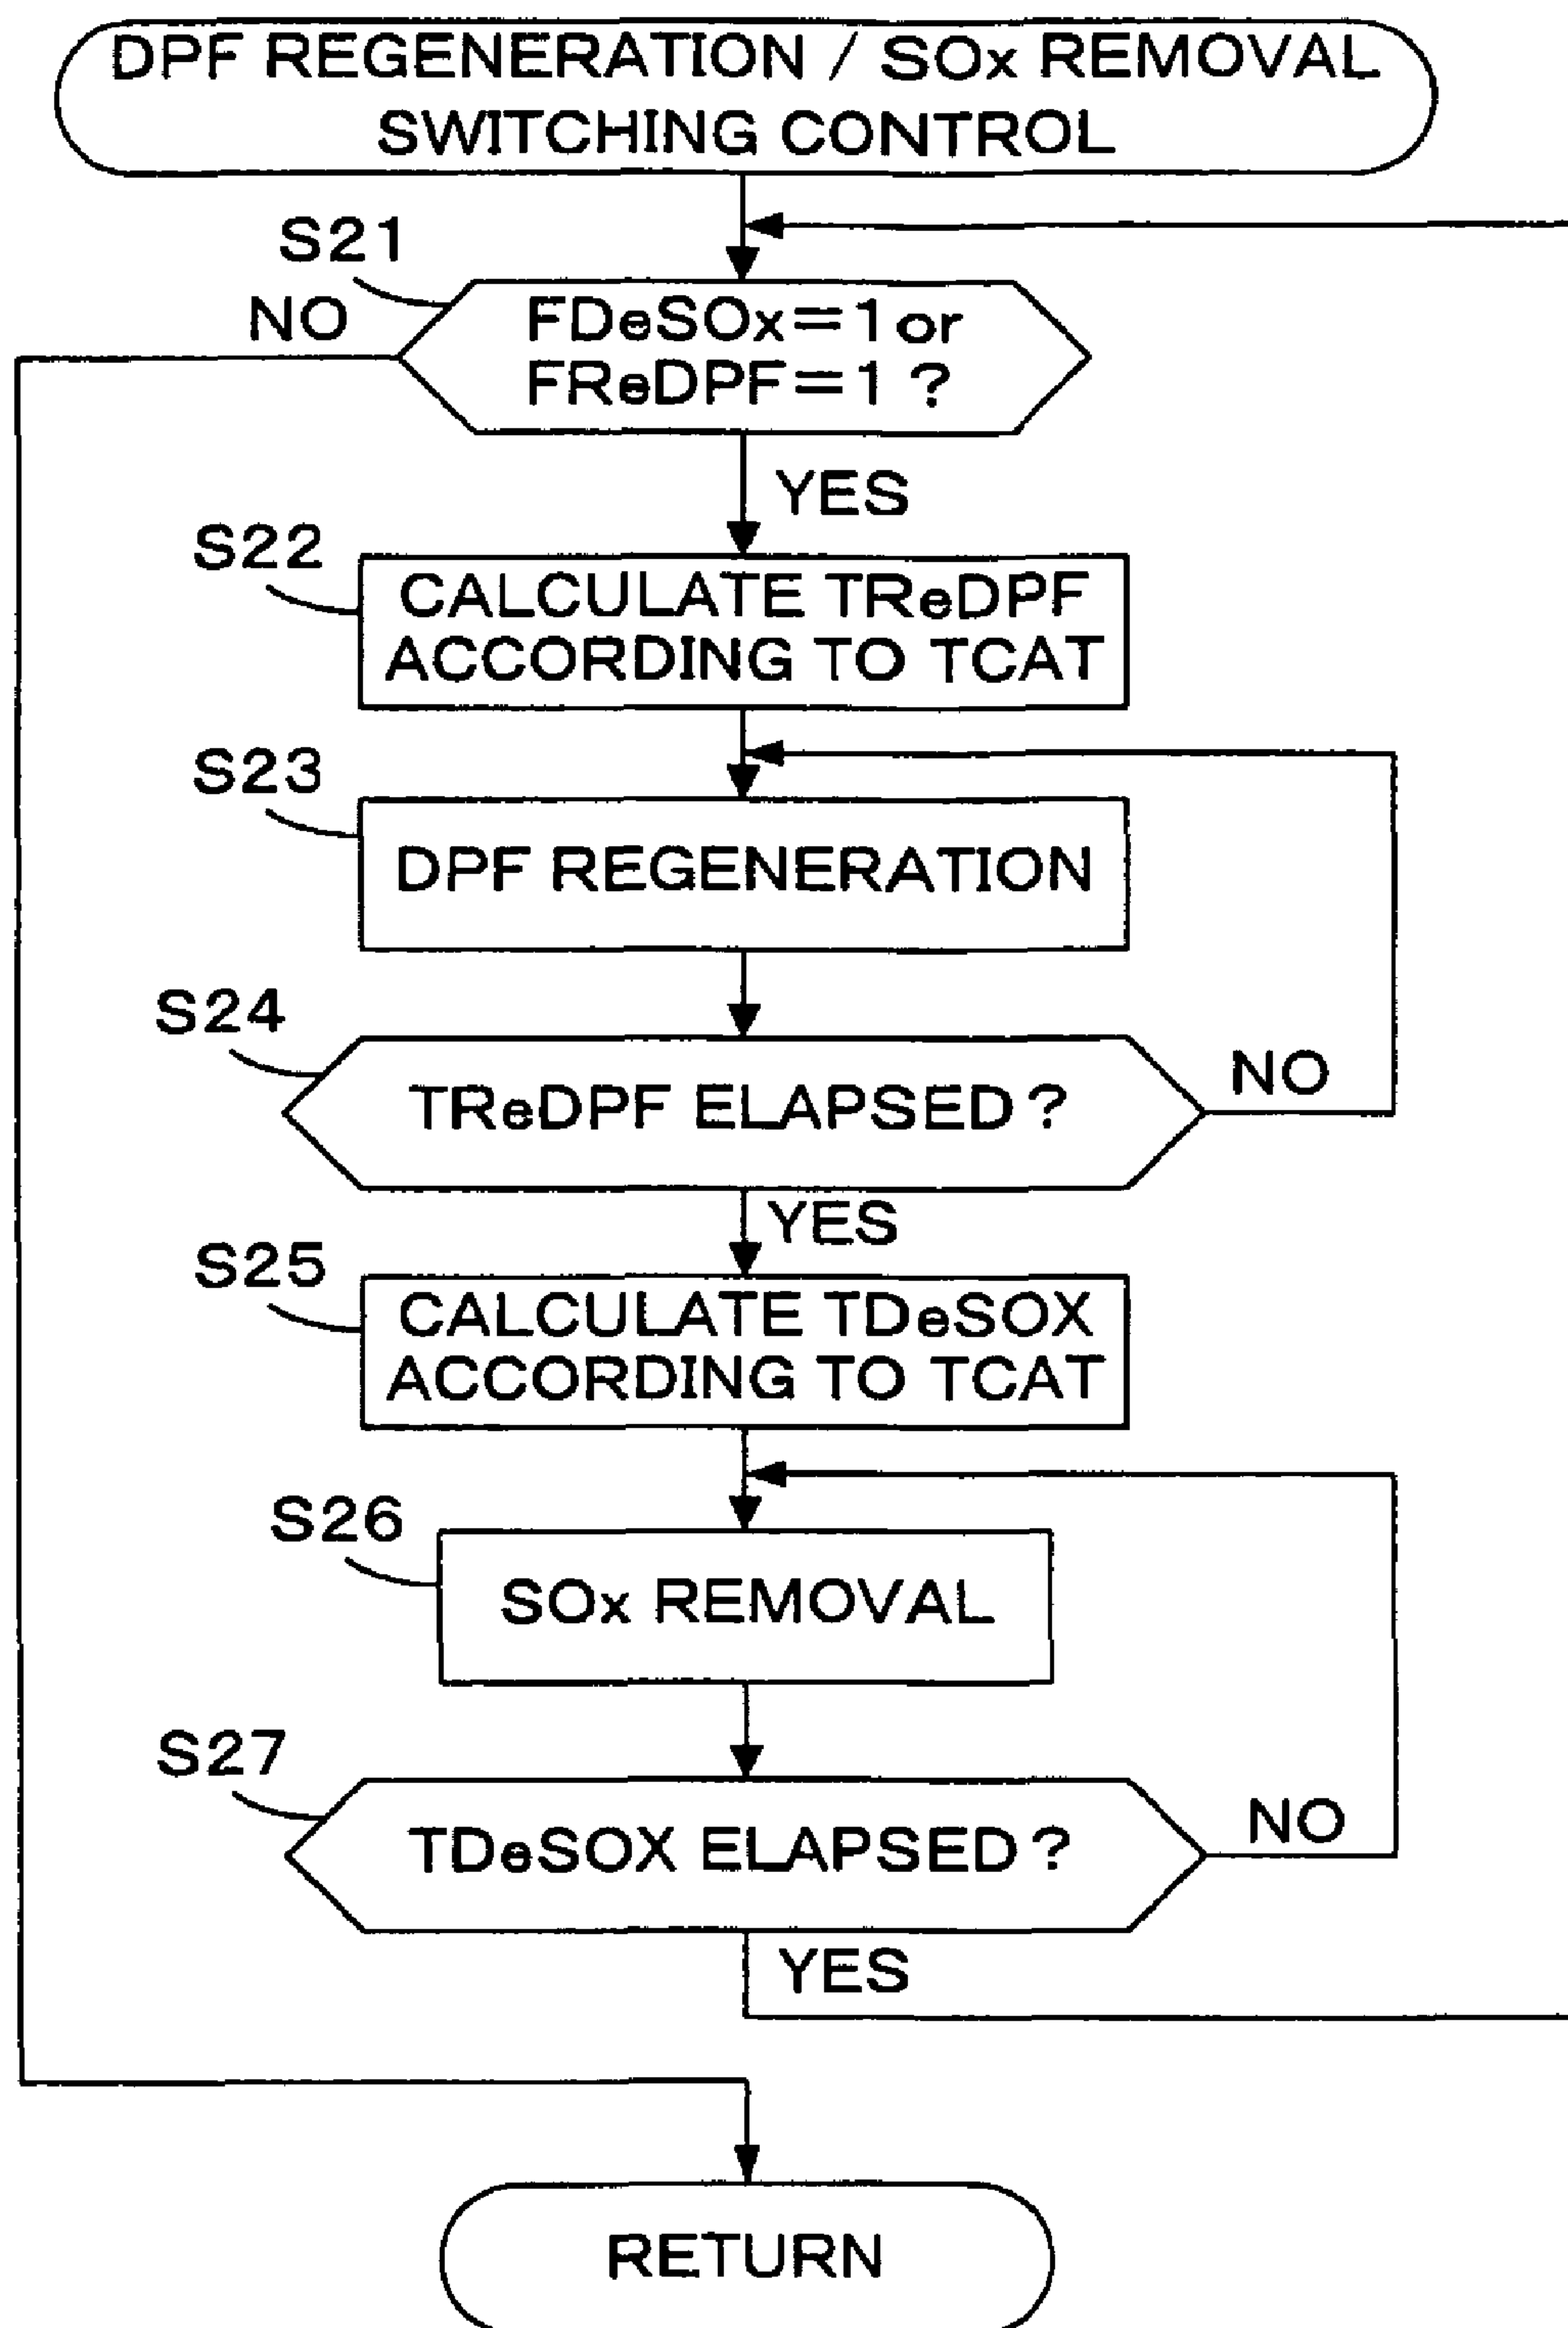 DPF REGENERATION / SOx REMOVAL
SWITCHING CONTROL
S21
NO
FDeSOx=1 or
FReDPF=1 ?
YES
S22
CALCULATE TReDPF
ACCORDING TO TCAT
S23
DPF REGENERATION
S24
TReDPF ELAPSED ?
NO
YES
S25
CALCULATE TDeSOX
ACCORDING TO TCAT
S26
SOx REMOVAL
S27
TDeSOX ELAPSED ?
NO
YES
RETURN